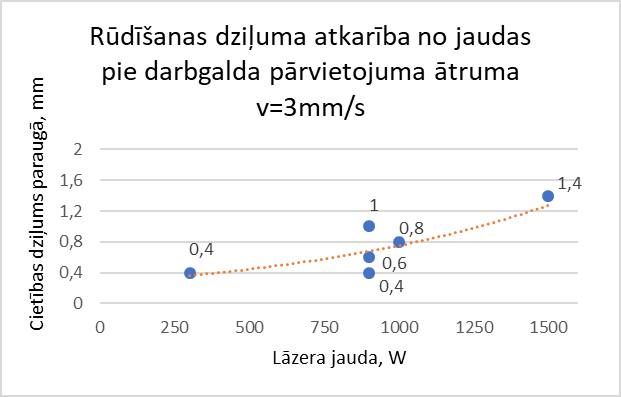 Rūdīšanas dziļuma atkarība no jaudas
pie darbgalda pārvietojuma ātruma
v=3mm/s
Cietības dziļums paraugā, mm
2
1,6
1,2
0,8
0,4
0
0,4
1
0,6
0,4
0,8
1,4
0 250 500 750 1000 1250 1500
Lāzera jauda, W